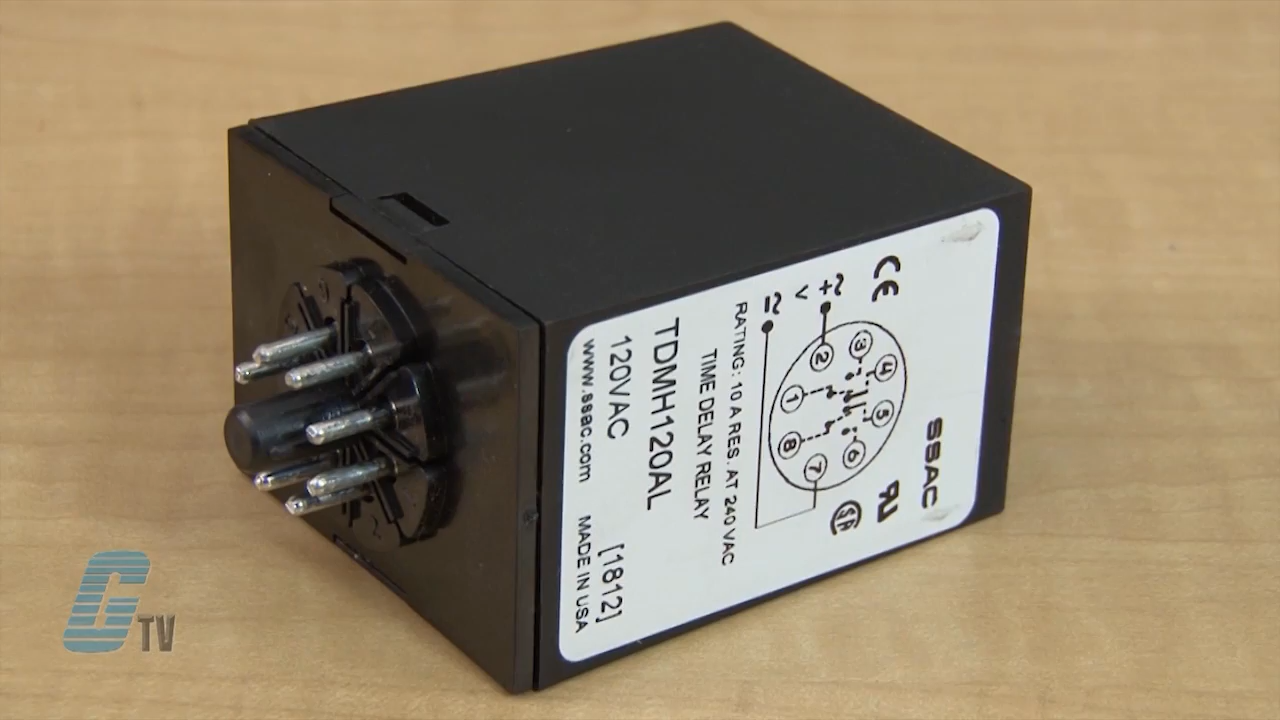 SSAC
CE
~
+
V
~
=
3
4
2
1
5
8
6
7
RATING: 10 A RES. AT 240 VAC
TIME DELAY RELAY
TDMH120AL
120VAC
[1812]
www.ssac.com
MADE IN USA
C
TV